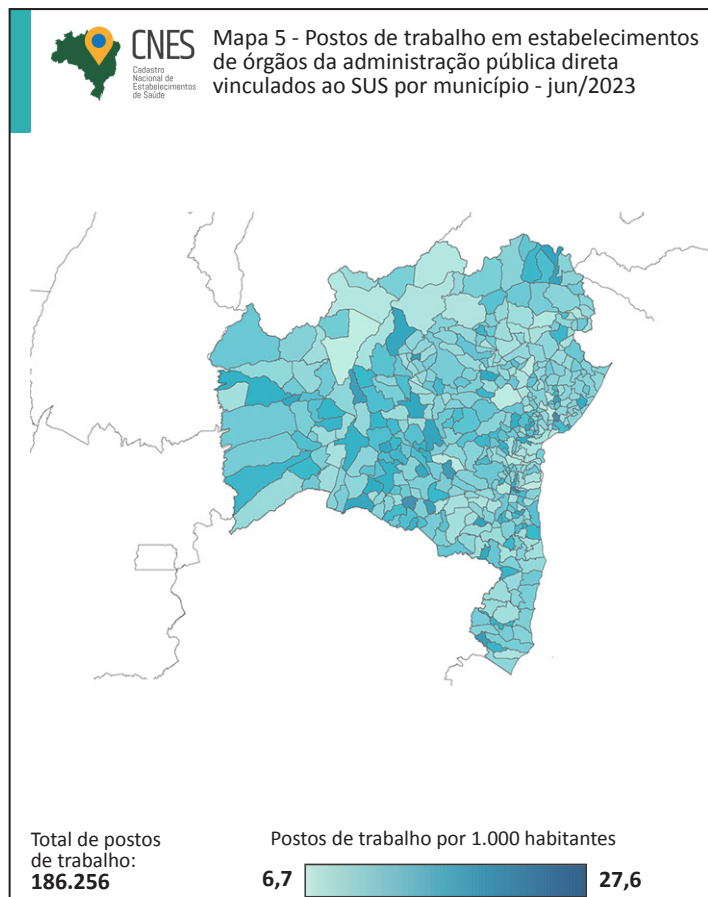 CNES
Cadastro
Nacional de
Estabelecimentos
de Saúde
Mapa 5 - Postos de trabalho em estabelecimentos
de órgãos da administração pública direta
vinculados ao SUS por município - jun/2023
Total de postos
de trabalho:
186.256
Postos de trabalho por 1.000 habitantes
6,7
27,6